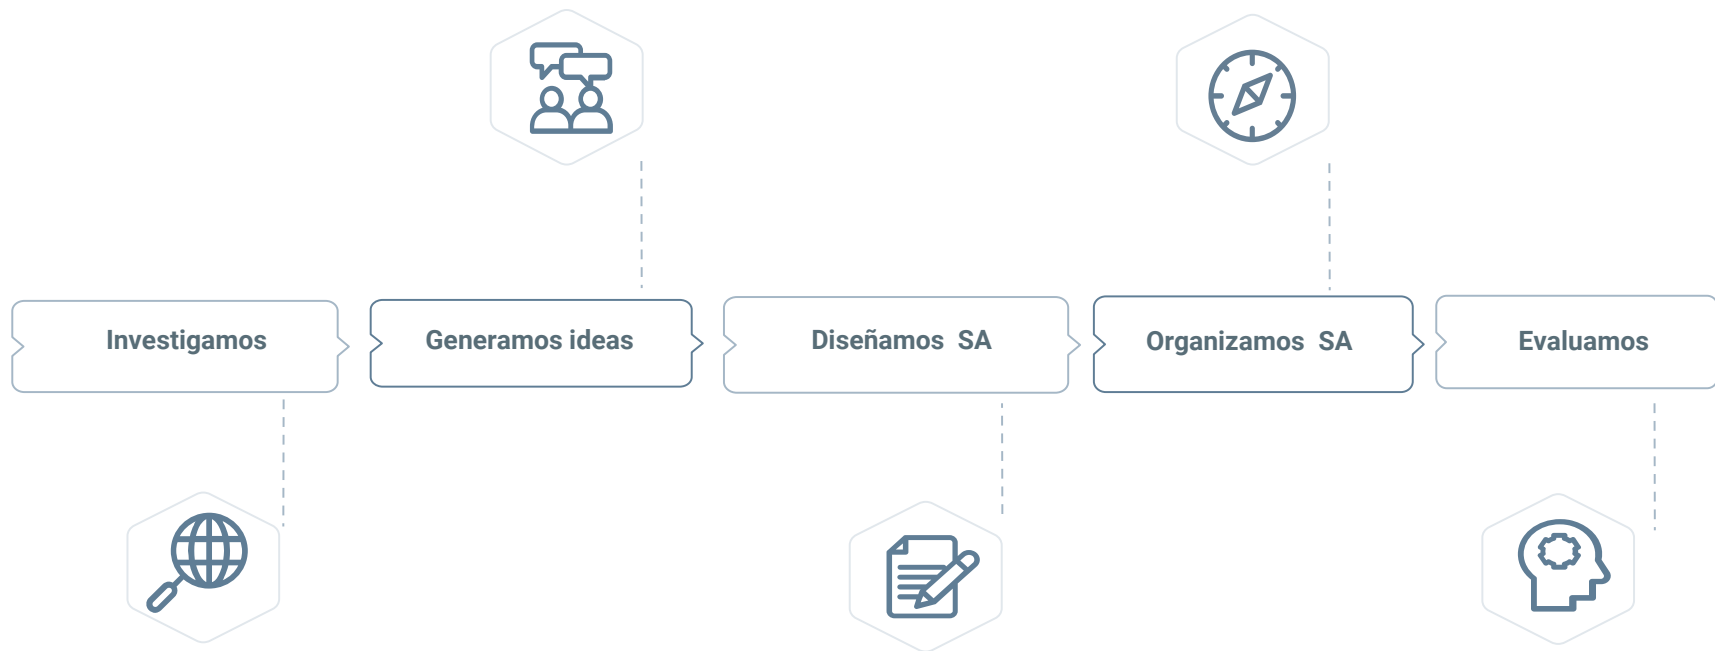 Investigamos
Generamos ideas
Diseñamos  SA
Organizamos  SA
Evaluamos